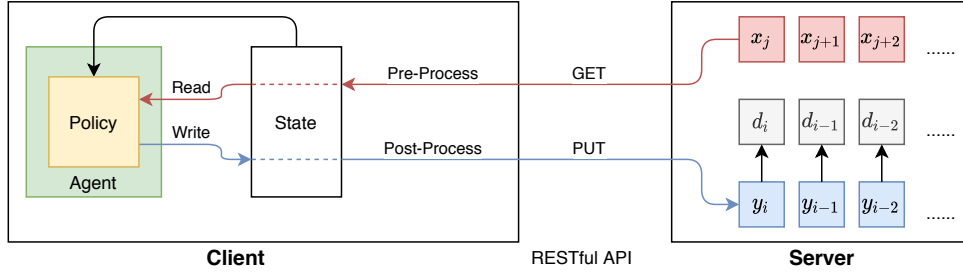 x_j x_{j+1} x_{j+2} ......
Pre-Process GET
Read
Policy State
d_i d_{i-1} d_{i-2} ......
Write
Post-Process PUT
Agent
y_i y_{i-1} y_{i-2} ......
Client RESTful API Server